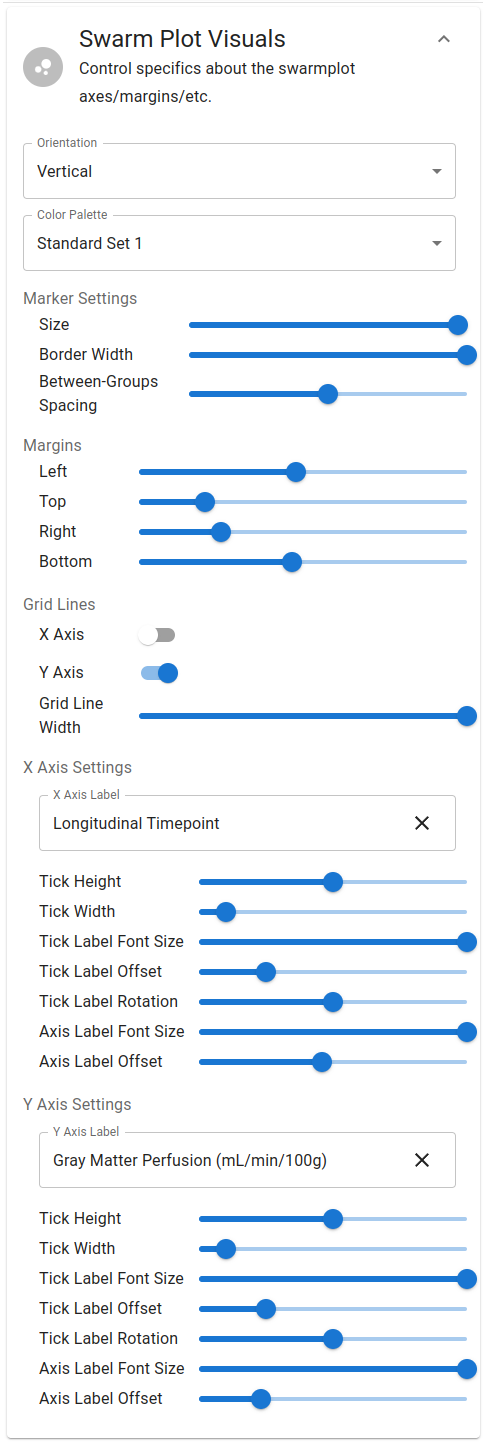 Swarm Plot Visuals
Control specifics about the swarmplot
axes/margins/etc.
Orientation
Vertical
Color Palette
Standard Set 1
Marker Settings
Size
Border Width
Between-Groups
Spacing
Margins
Left
Top
Right
Bottom
Grid Lines
X Axis
Y Axis
Grid Line
Width
X Axis Settings
X Axis Label
Longitudinal Timepoint
Tick Height
Tick Width
Tick Label Font Size
Tick Label Offset
Tick Label Rotation
Axis Label Font Size
Axis Label Offset
Y Axis Settings
Y Axis Label
Gray Matter Perfusion (mL/min/100g)
Tick Height
Tick Width
Tick Label Font Size
Tick Label Offset
Tick Label Rotation
Axis Label Font Size
Axis Label Offset